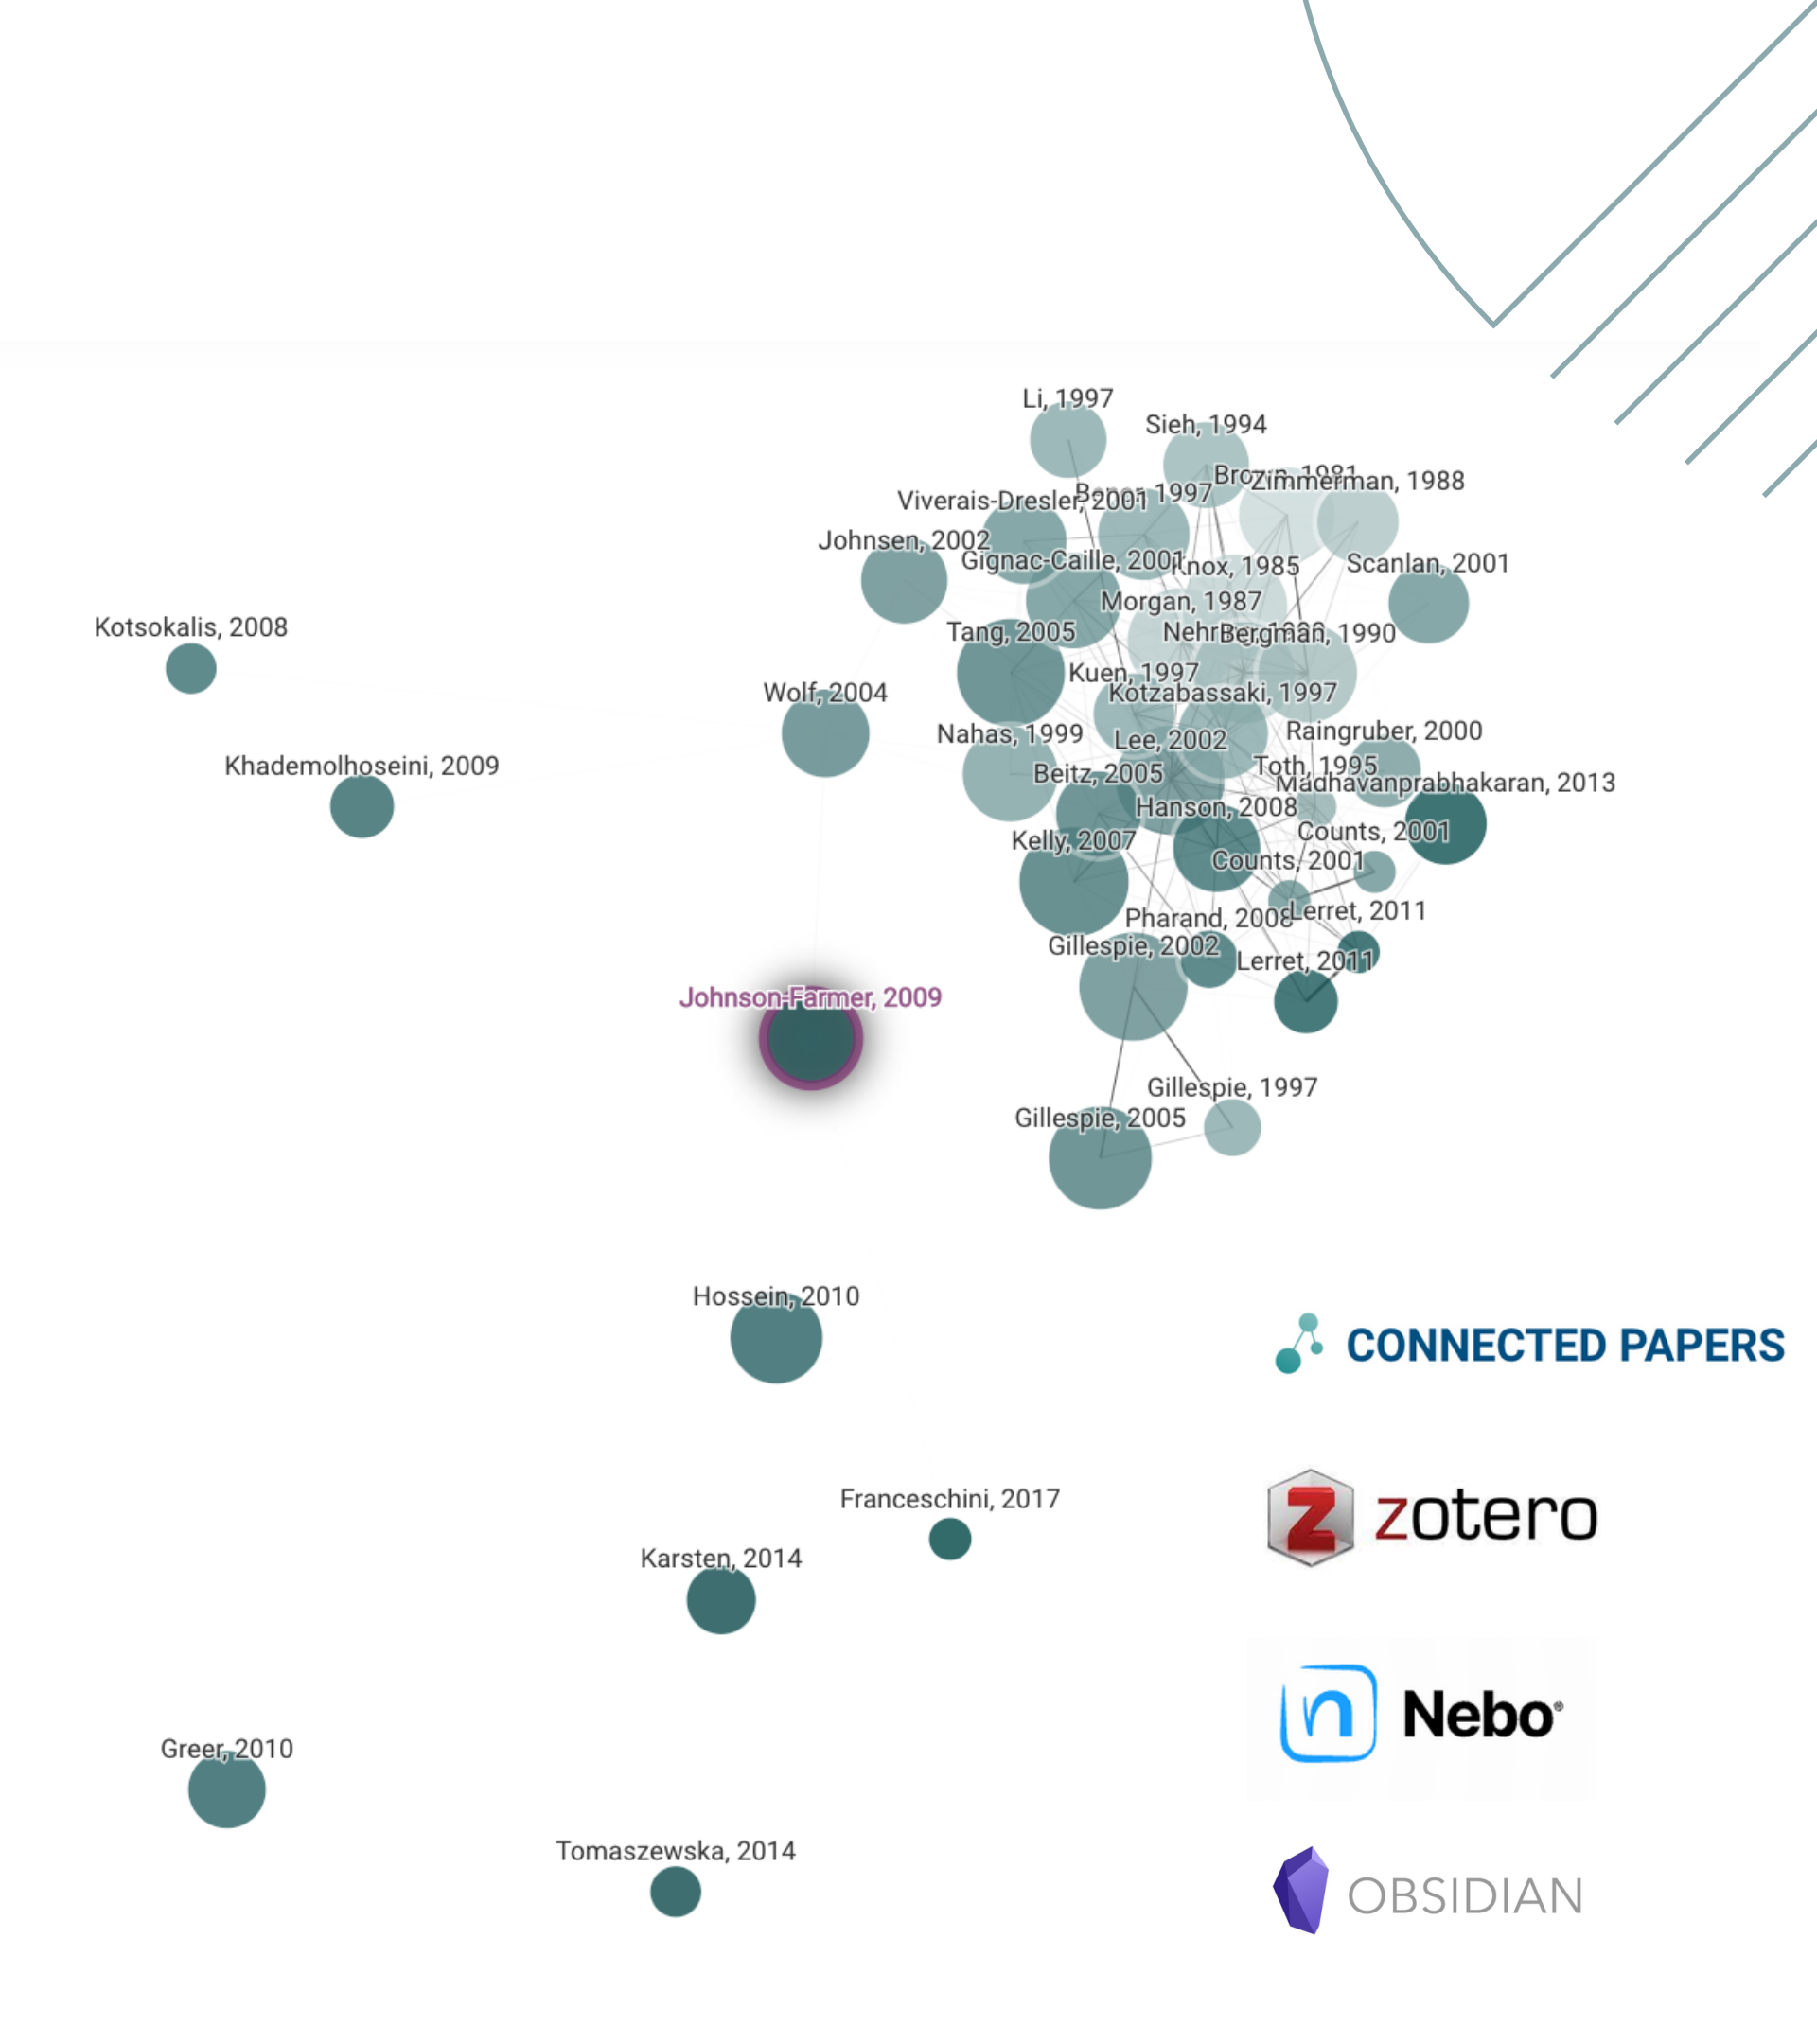 Li, 1997
Sieh, 1994
Brown, 1981
Zimmerman, 1988
1997
Viverais-Dresler, 2001
Johnsen, 2002
Gignac-Caille, 2001
Knox, 1985
Scanlan, 2001
Morgan, 1987
Kotsokalis, 2008
Tang, 2005
Bergman, 1990
Kuen, 1997
Wolf, 2004
Kotzabassaki, 1997
Nahas, 1999
Lee, 2002
Raingruber, 2000
Khademolhoseini, 2009
Beitz, 2005
Toth, 1995
Madhavanprabhakaran, 2013
Hanson, 2008
Kelly, 2007
Counts, 2001
Counts, 2001
Pharand, 2008
Lerret, 2011
Gillespie, 2002
Lerret, 2011
Johnson-Farmer, 2009
Gillespie, 1997
Gillespie, 2005
Hossein, 2010
CONNECTED PAPERS
Franceschini, 2017
zotero
Karsten, 2014
n Nebo®
Greer, 2010
Tomaszewska, 2014
OBSIDIAN